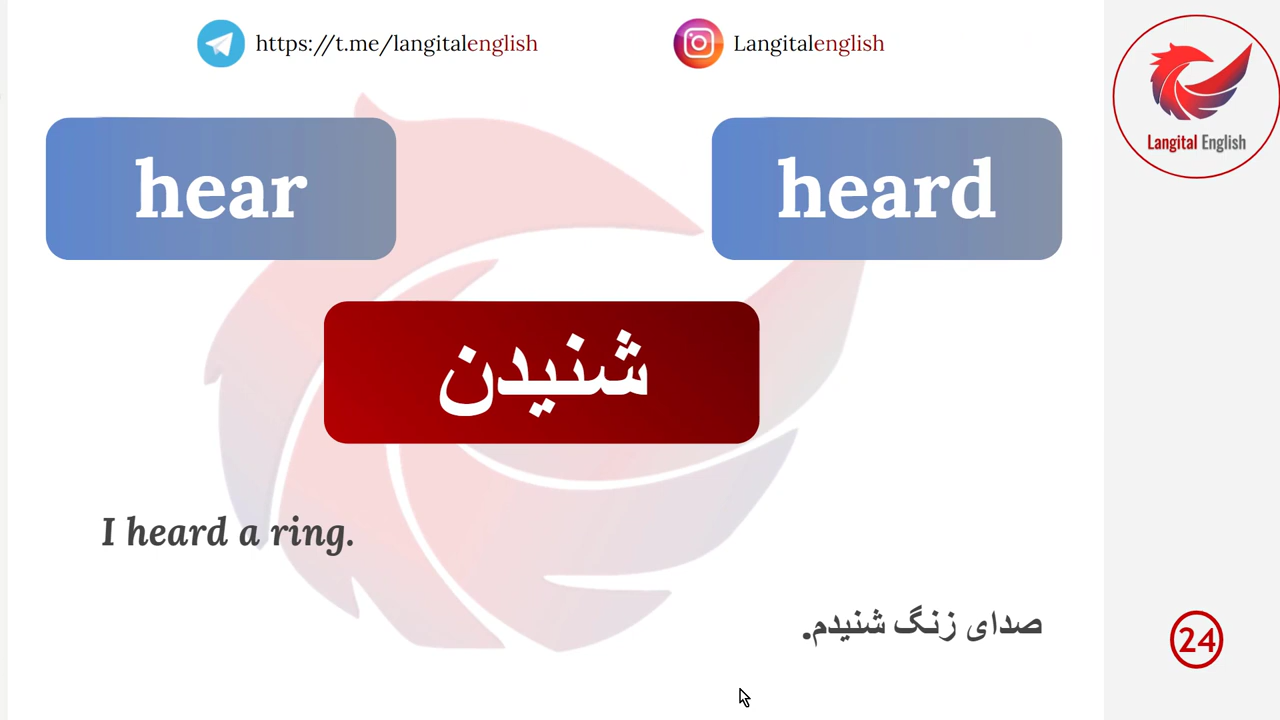 https://t.me/langitalenglish
Langitalenglish
Langital English
hear
heard
شنیدن
I heard a ring.
صدای زنگ شنیدم.
24